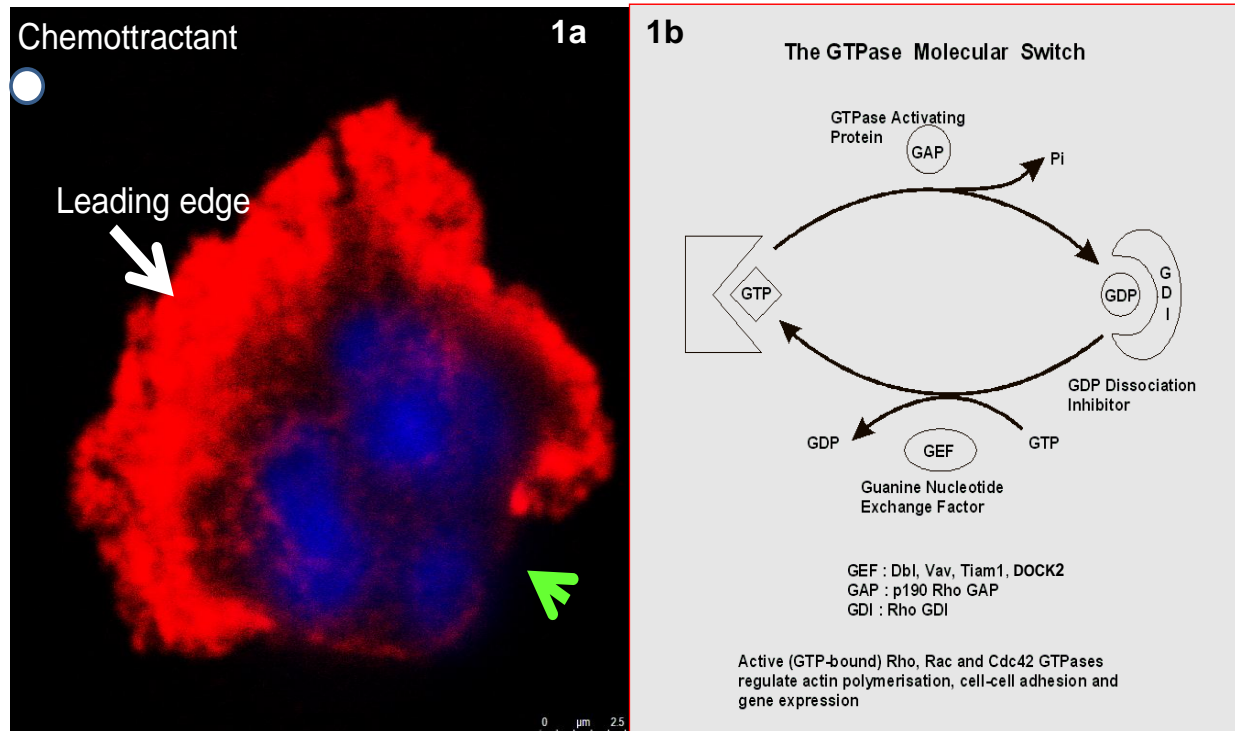 Chemottractant
1a
Leading edge
0 µm 2.5
1b
The GTPase Molecular Switch
GTPase Activating
Protein
GAP
Pi
GTP
GDP
G
D
I
GDP Dissociation
Inhibitor
GDP
GEF
GTP
Guanine Nucleotide
Exchange Factor
GEF : Dbl, Vav, Tiam1, DOCK2
GAP : p190 Rho GAP
GDI : Rho GDI
Active (GTP-bound) Rho, Rac and Cdc42 GTPases
regulate actin polymerisation, cell-cell adhesion and
gene expression